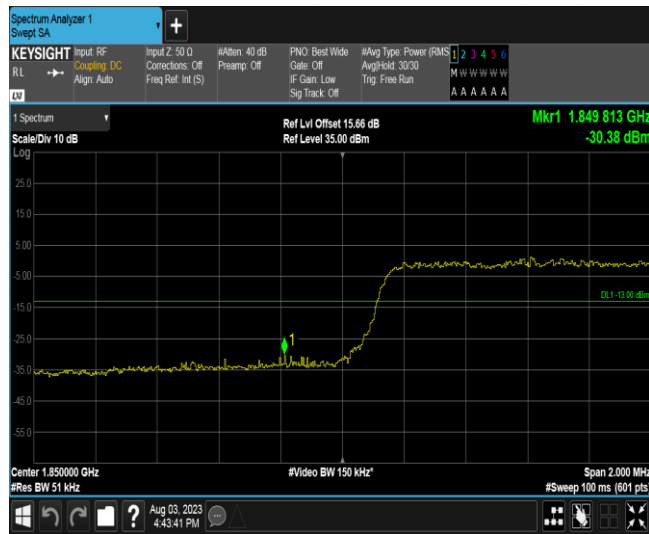 Spectrum Analyzer 1
Swept SA
+
KEYSIGHT
RL
LXI
Input: RF
Coupling: DC
Align: Auto
Input Z: 50 Ω
Corrections: Off
Freq Ref: Int (S)
#Atten: 40 dB
Preamp: Off
PNO: Best Wide
Gate: Off
IF Gain: Low
Sig Track: Off
#Avg Type: Power (RMS
Avg|Hold: 30/30
Trig: Free Run
1 2 3 4 5 6
M W W W W W
A A A A A A
1 Spectrum
Scale/Div 10 dB
Ref Lvl Offset 15.66 dB
Ref Level 35.00 dBm
Mkr1 1.849 813 GHz
-30.38 dBm
Log
25.0
15.0
5.00
-5.00
-15.0
-25.0
-35.0
-45.0
-55.0
DL1 -13.00 dBm
1
Center 1.850000 GHz
#Res BW 51 kHz
#Video BW 150 kHz*
Span 2.000 MHz
#Sweep 100 ms (601 pts)
?
Aug 03, 2023
4:43:41 PM